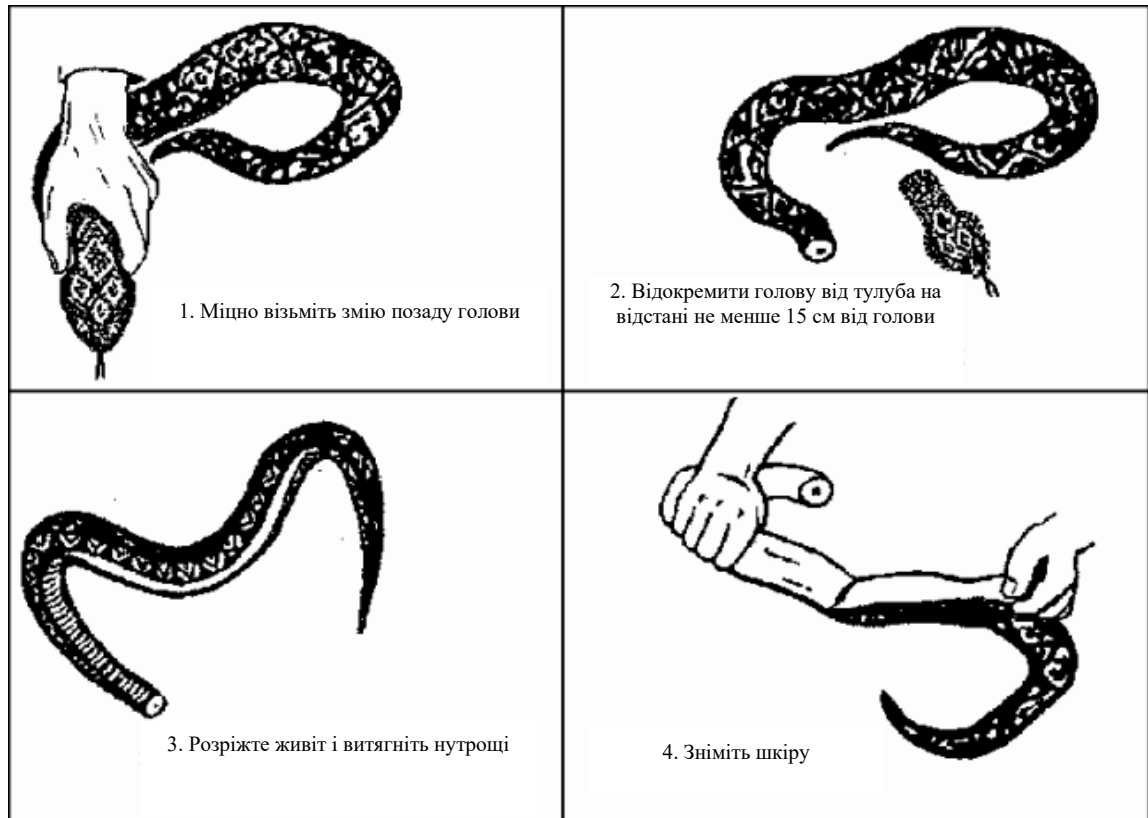 1. Міцно візьміть змію позаду голови
2. Відокремити голову від тулуба на
відстані не менше 15 см від голови
3. Розріжте живіт і витягніть нутрощі
4. Зніміть шкіру